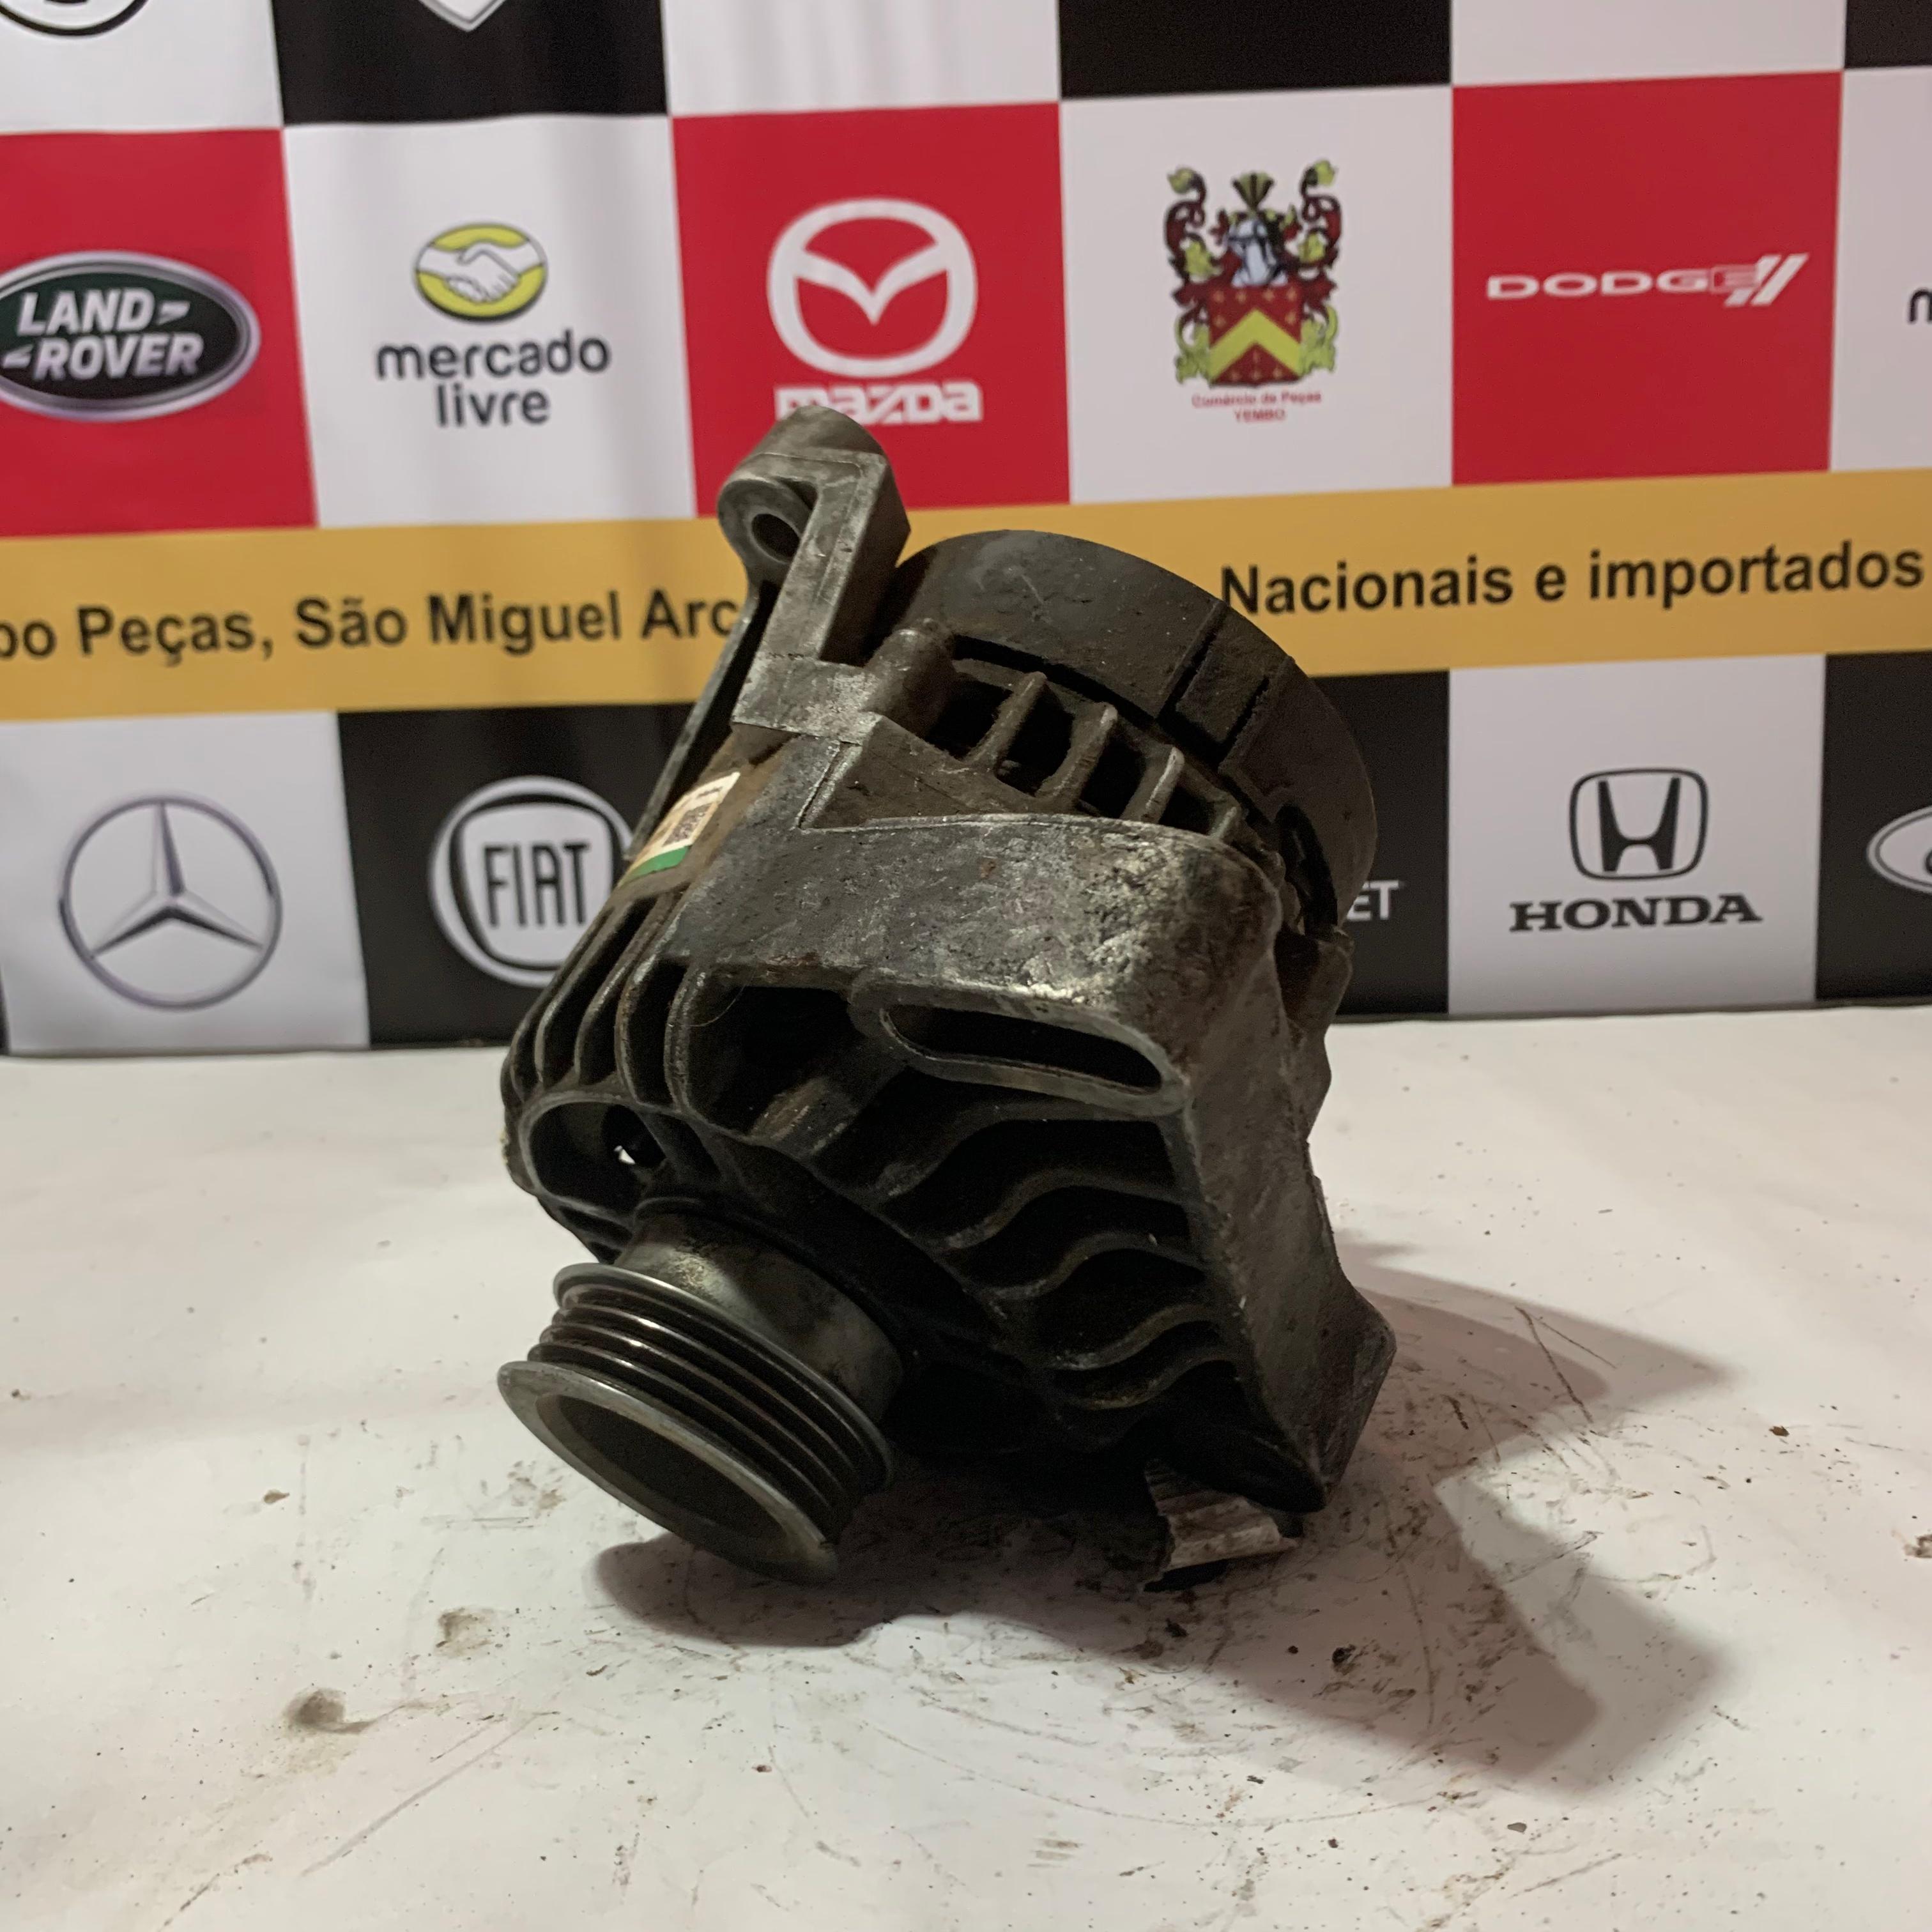 LAND
ROVER
mercado
livre
mazda
Comércio de Peças
YEMBO
DODGE
bo Peças, São Miguel Arc
Nacionais e importados
FIAT
ET
HONDA